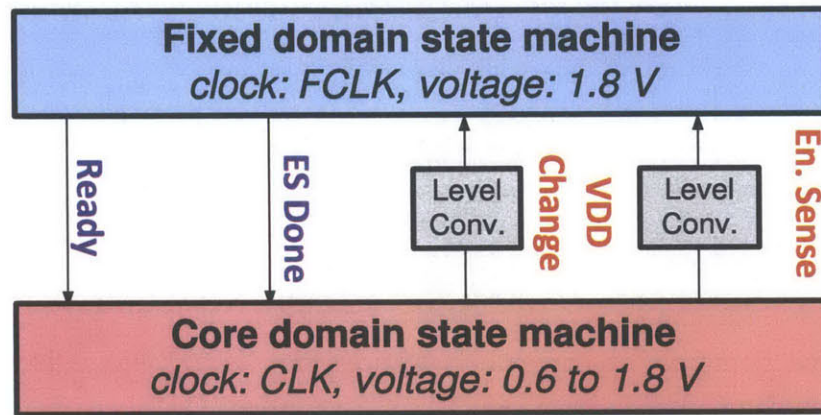 Fixed domain state machine
clock: FCLK, voltage: 1.8 V
Ready
ES Done
Level
Conv.
VDD
Change
Level
Conv.
En. Sense
Core domain state machine
clock: CLK, voltage: 0.6 to 1.8 V